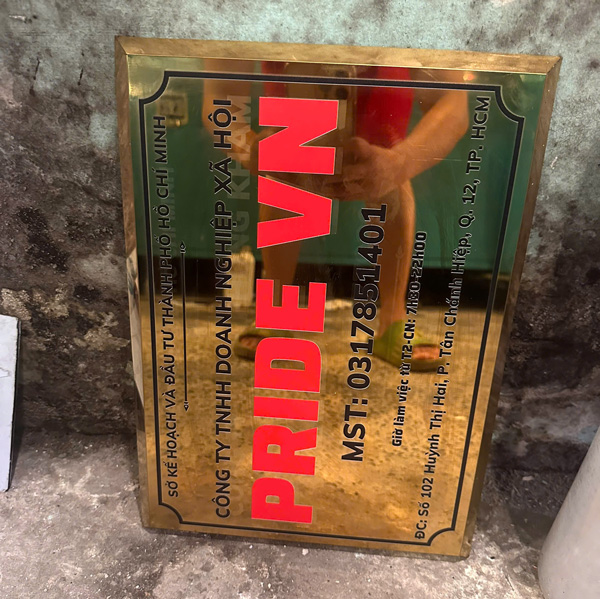 SỞ KẾ HOẠCH VÀ ĐẦU TƯ THÀNH PHỐ HỒ CHÍ MINH
CÔNG TY TNHH DOANH NGHIỆP XÃ HỘI
PRIDE VN
MST: 0317851401
Giờ làm việc từ T2-CN: 7H30-22H00
ĐC: Số 102 Huỳnh Thị Hai, P. Tân Chánh Hiệp, Q. 12, TP. HCM